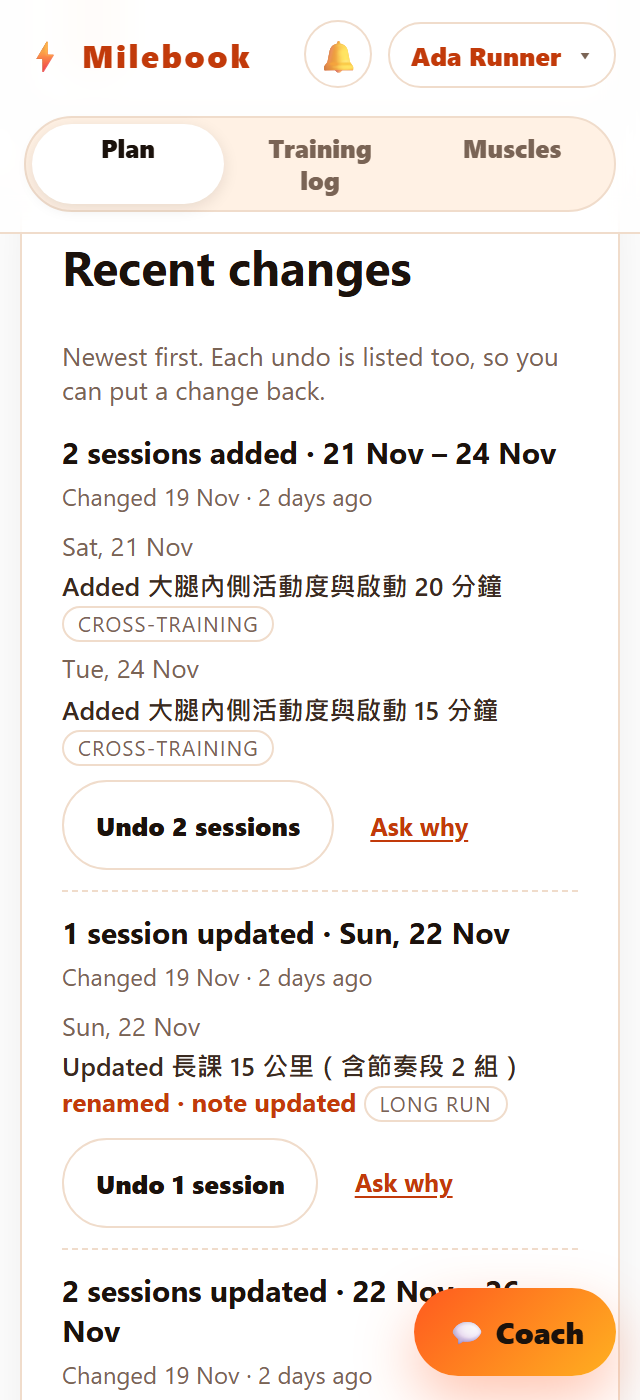 Milebook
Ada Runner
Plan
Training
log
Muscles
Recent changes
Newest first. Each undo is listed too, so you
can put a change back.
2 sessions added · 21 Nov – 24 Nov
Changed 19 Nov · 2 days ago
Sat, 21 Nov
Added 大腿內側活動度與啟動 20 分鐘
CROSS-TRAINING
Tue, 24 Nov
Added 大腿內側活動度與啟動 15 分鐘
CROSS-TRAINING
Undo 2 sessions
Ask why
1 session updated · Sun, 22 Nov
Changed 19 Nov · 2 days ago
Sun, 22 Nov
Updated 長課 15 公里（含節奏段 2 組）
renamed · note updated LONG RUN
Undo 1 session
Ask why
2 sessions updated · 22 Nov
Nov
Changed 19 Nov · 2 days ago
Coach